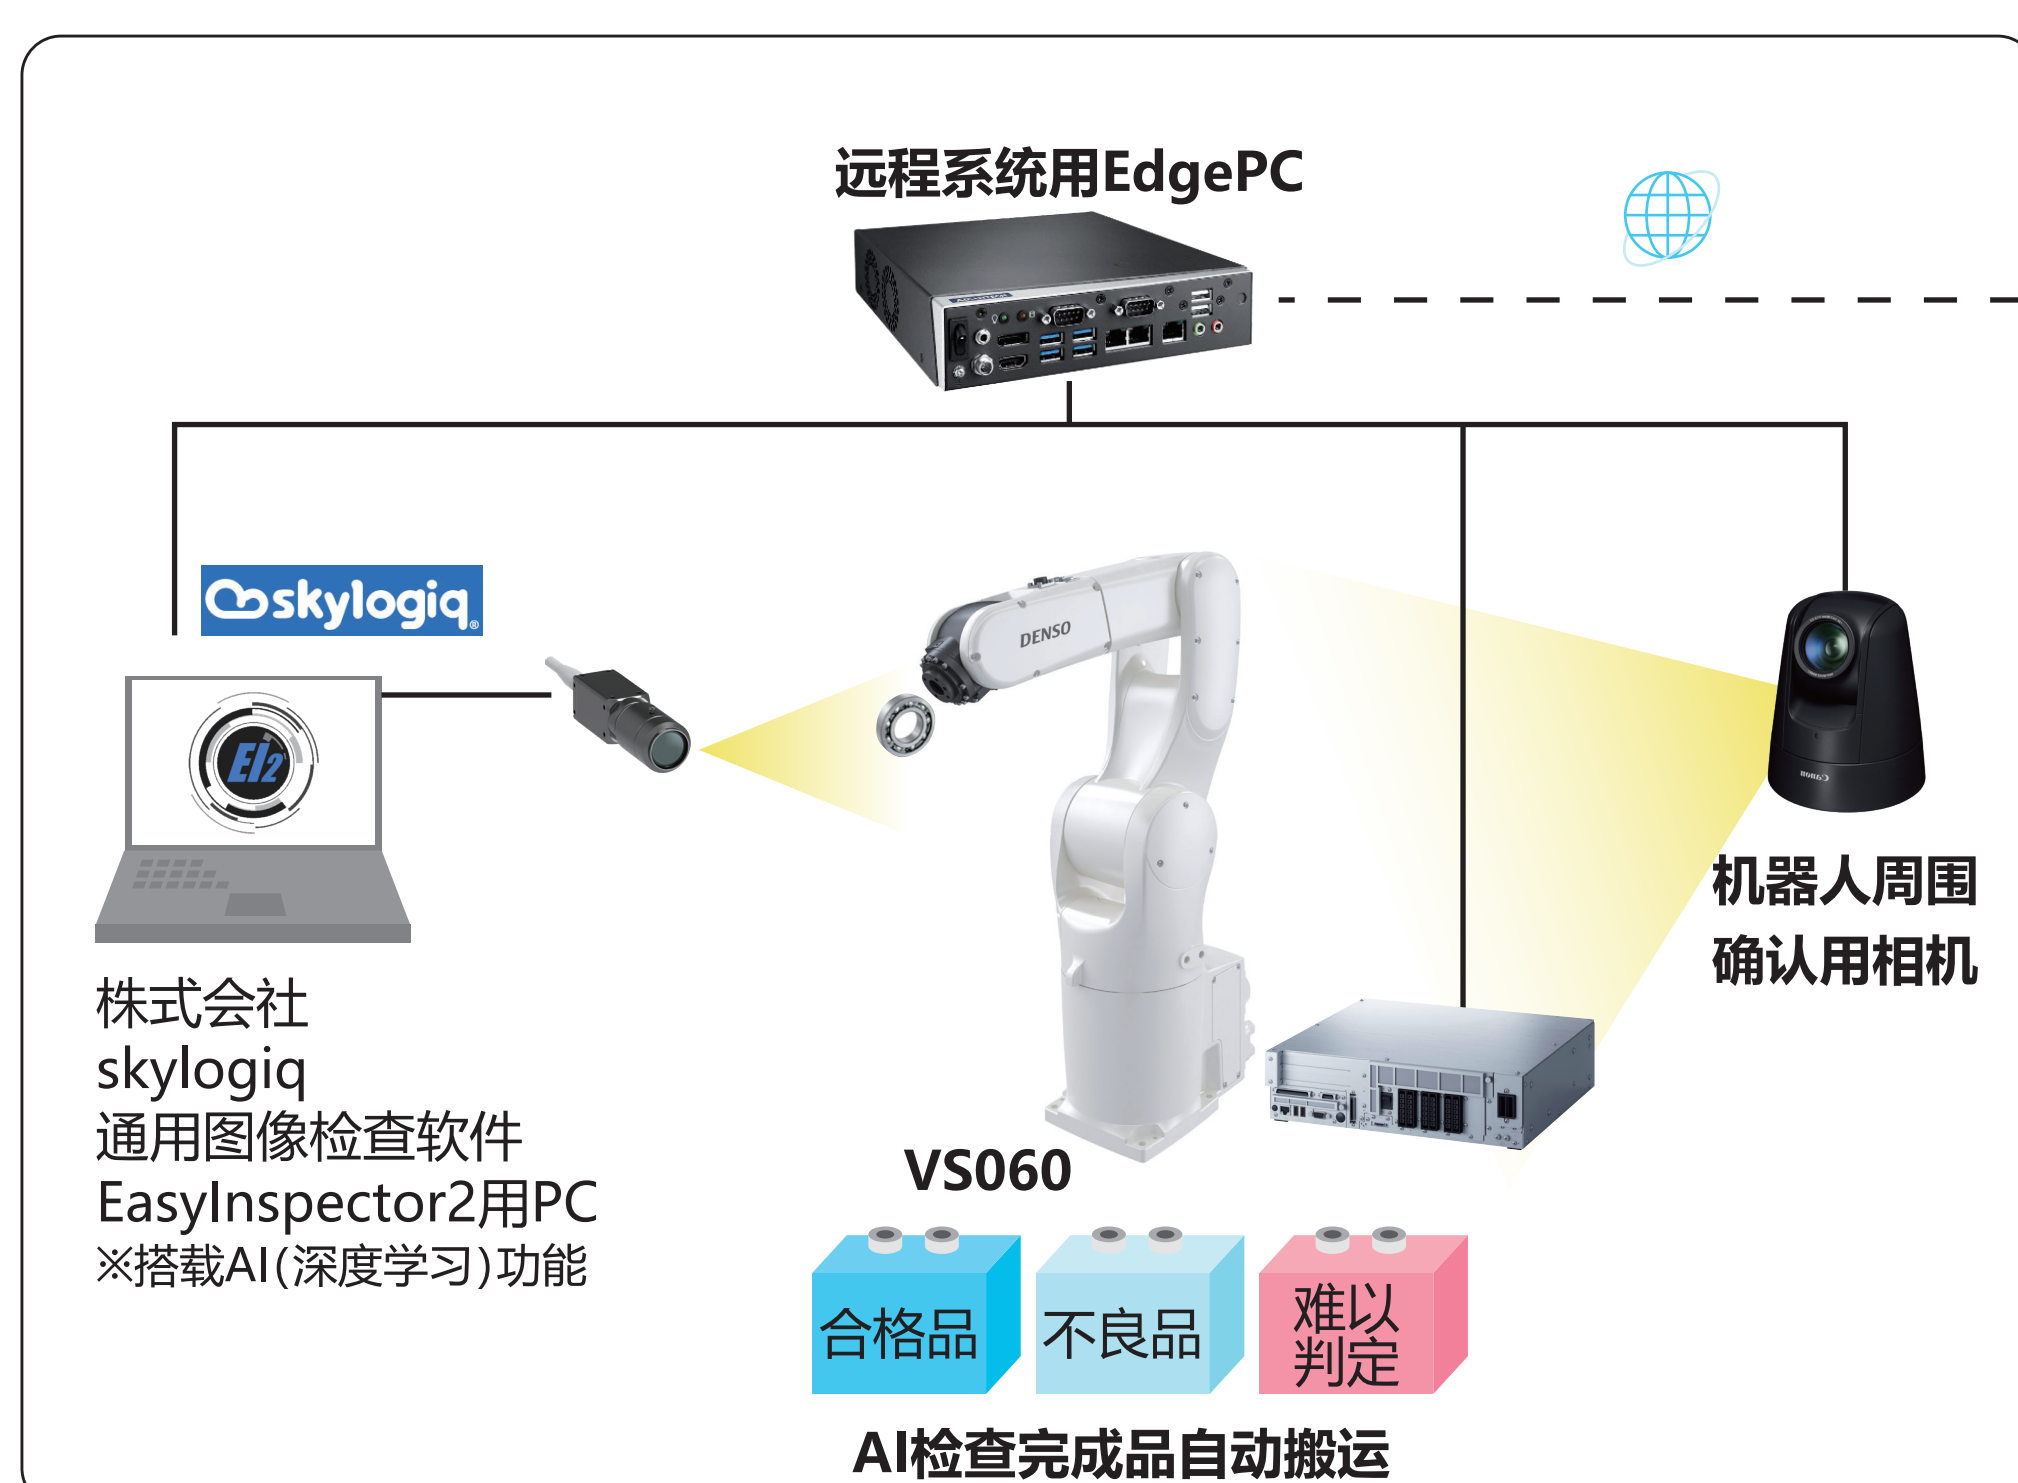 远程系统用EdgePC
skylogiq
DENSO
EI2
Canon
机器人周围
确认用相机
株式会社
skylogiq
通用图像检查软件
EasyInspector2用PC
※搭载AI(深度学习)功能
VS060
合格品
不良品
难以
判定
AI检查完成品自动搬运